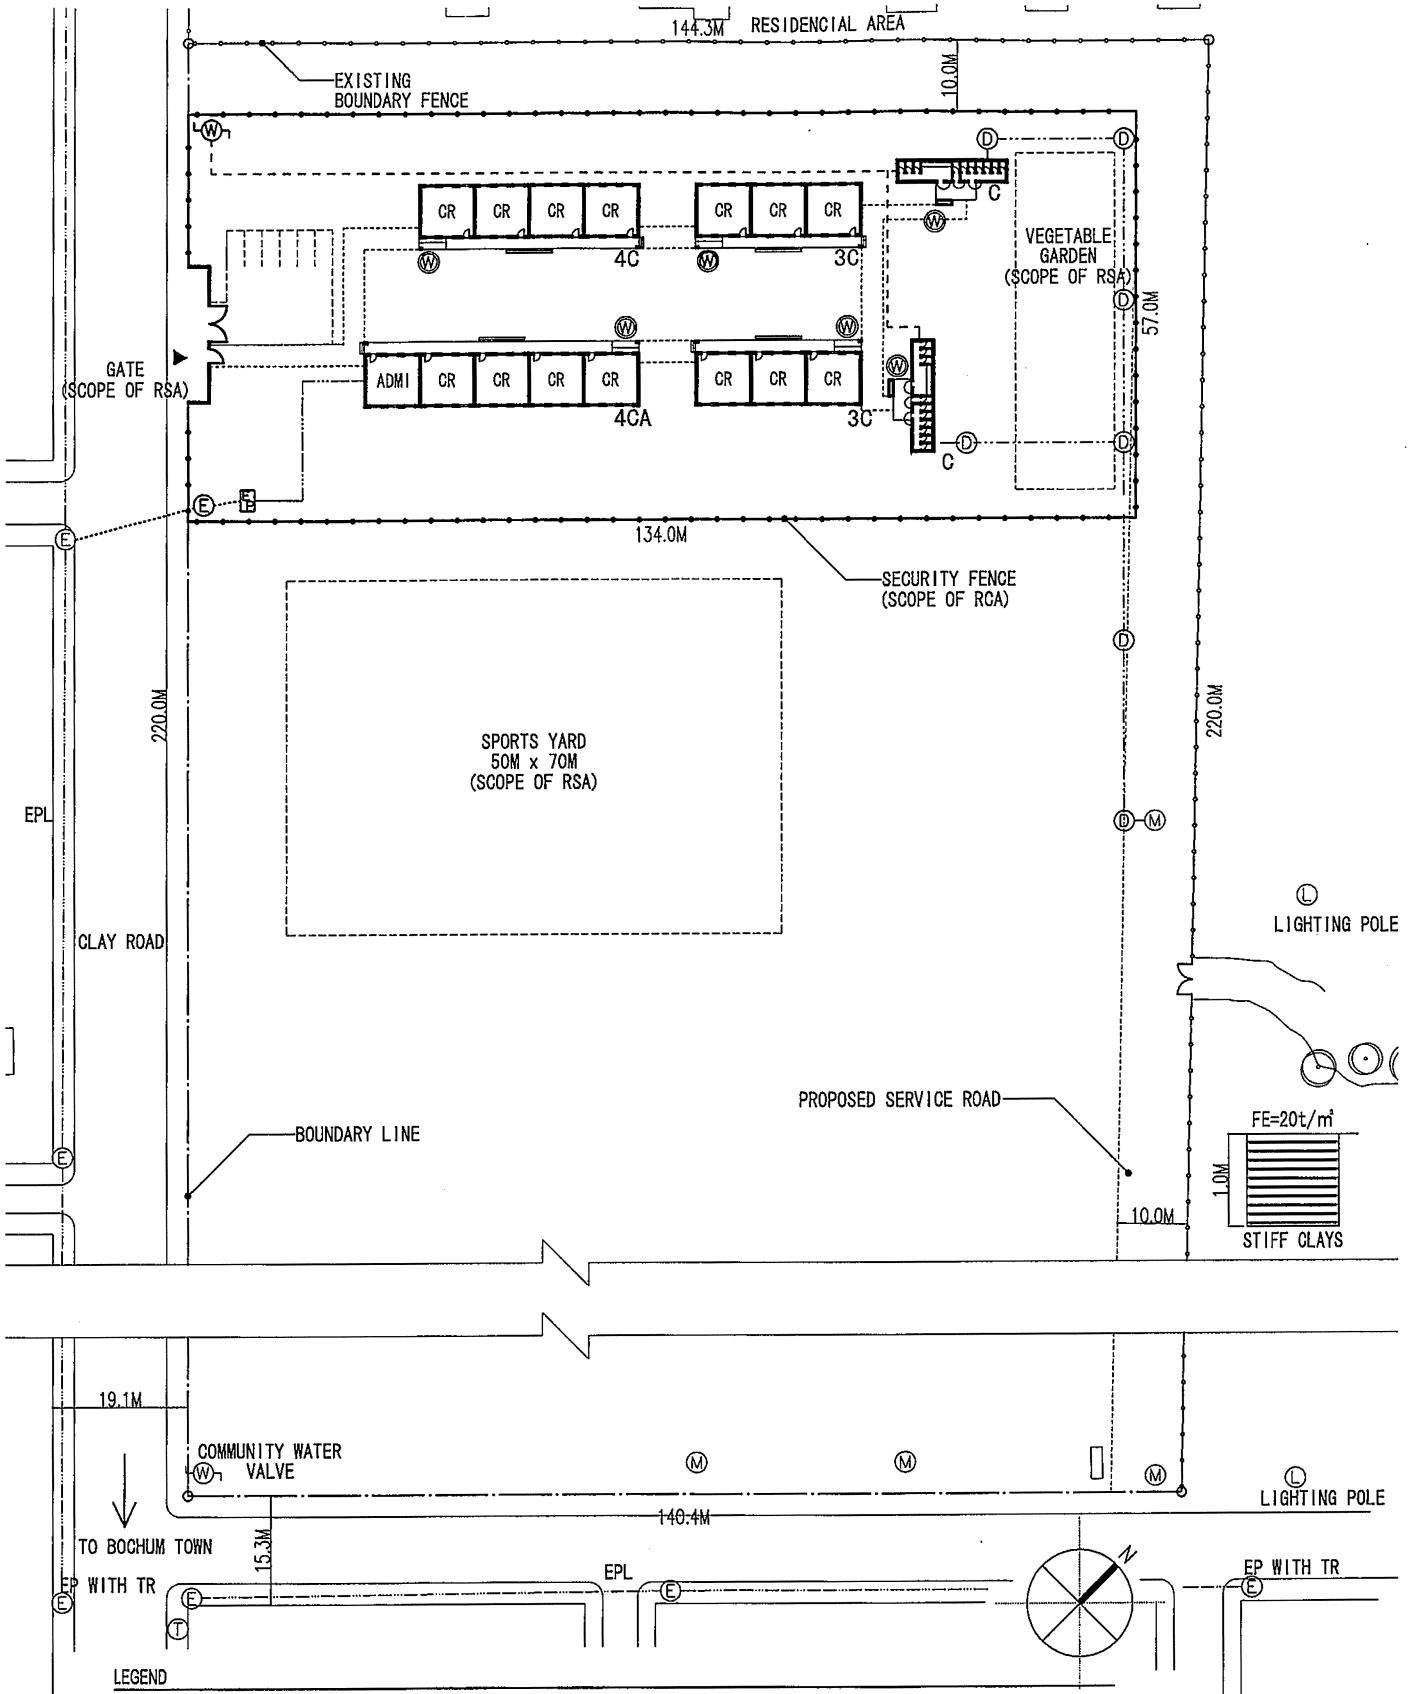 144.3M RESIDENCIAL AREA
EXISTING
BOUNDARY FENCE
10.0M
W
D D
CR CR CR CR
CR CR CR
C
W
W
4C
W
3C
VEGETABLE
GARDEN
(SCOPE OF RSA)
D
57.0M
W
W
W
GATE
(SCOPE OF RSA)
ADMI CR CR CR CR
CR CR CR
4CA
3C
D D
C
E
E
134.0M
SECURITY FENCE
(SCOPE OF RCA)
D
220.0M
220.0M
SPORTS YARD
50M x 70M
(SCOPE OF RSA)
EPL
D M
L
LIGHTING POLE
CLAY ROAD
PROPOSED SERVICE ROAD
FE=20t/㎡
BOUNDARY LINE
E
1.0M
10.0M
STIFF CLAYS
19.1M
COMMUNITY WATER
VALVE
W
M M M
L
LIGHTING POLE
140.4M
15.3M
TO BOCHUM TOWN
EP WITH TR
EPL
N
EP WITH TR
E E E E
T
LEGEND